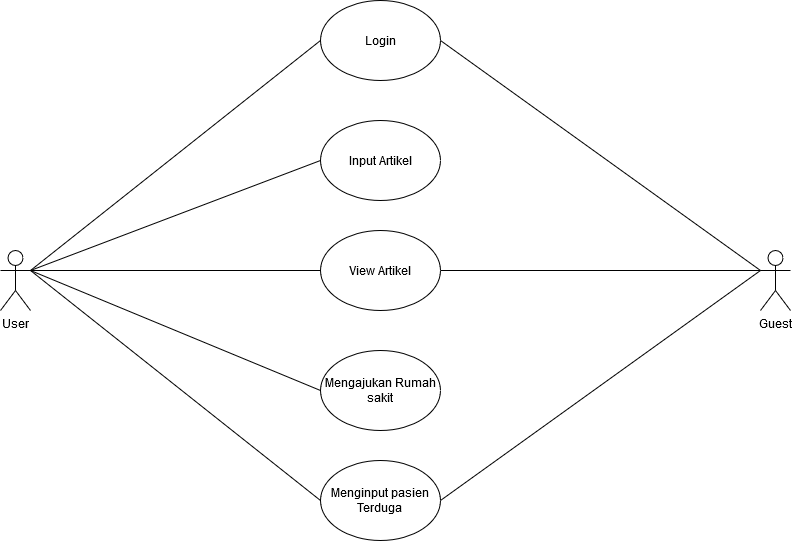 Login
Input Artikel
View Artikel
User
Guest
Mengajukan Rumah
sakit
Menginput pasien
Terduga